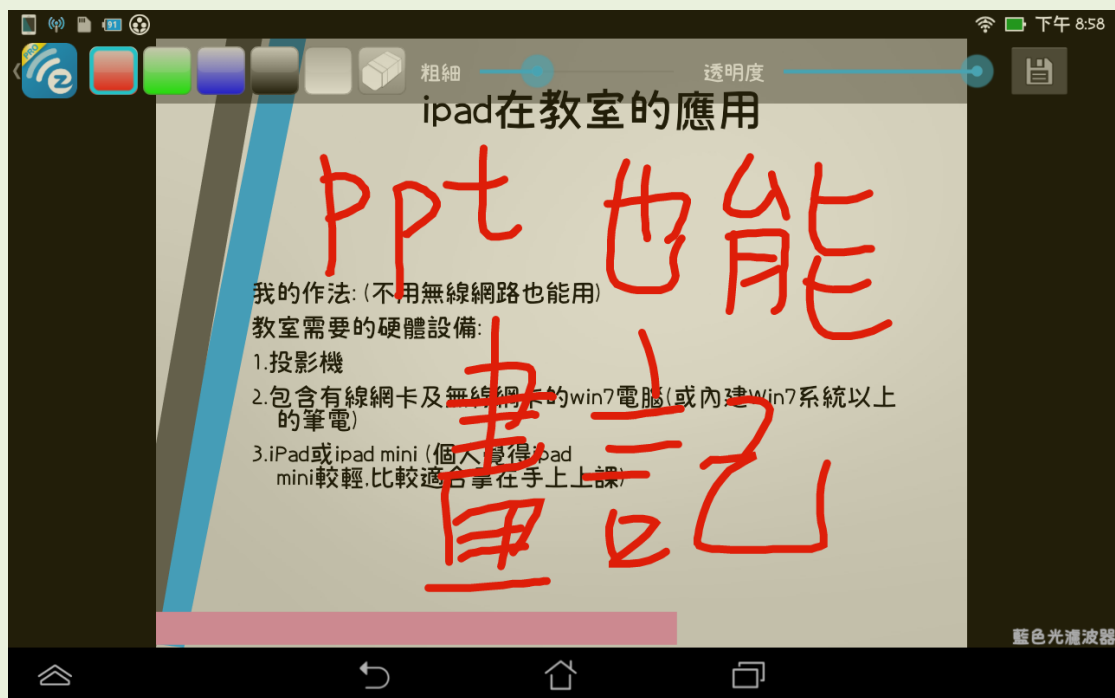 91
下午 8:58
PRO
粗細
透明度
ipad在教室的應用
ppt 也能
畫記
我的作法: (不用無線網路也能用)
教室需要的硬體設備:
1.投影機
2.包含有線網卡及無線網卡的win7電腦(或內建Win7系統以上
的筆電)
3.iPad或ipad mini (個人覺得ipad
mini較輕,比較適合拿在手上上課)
藍色光濾波器